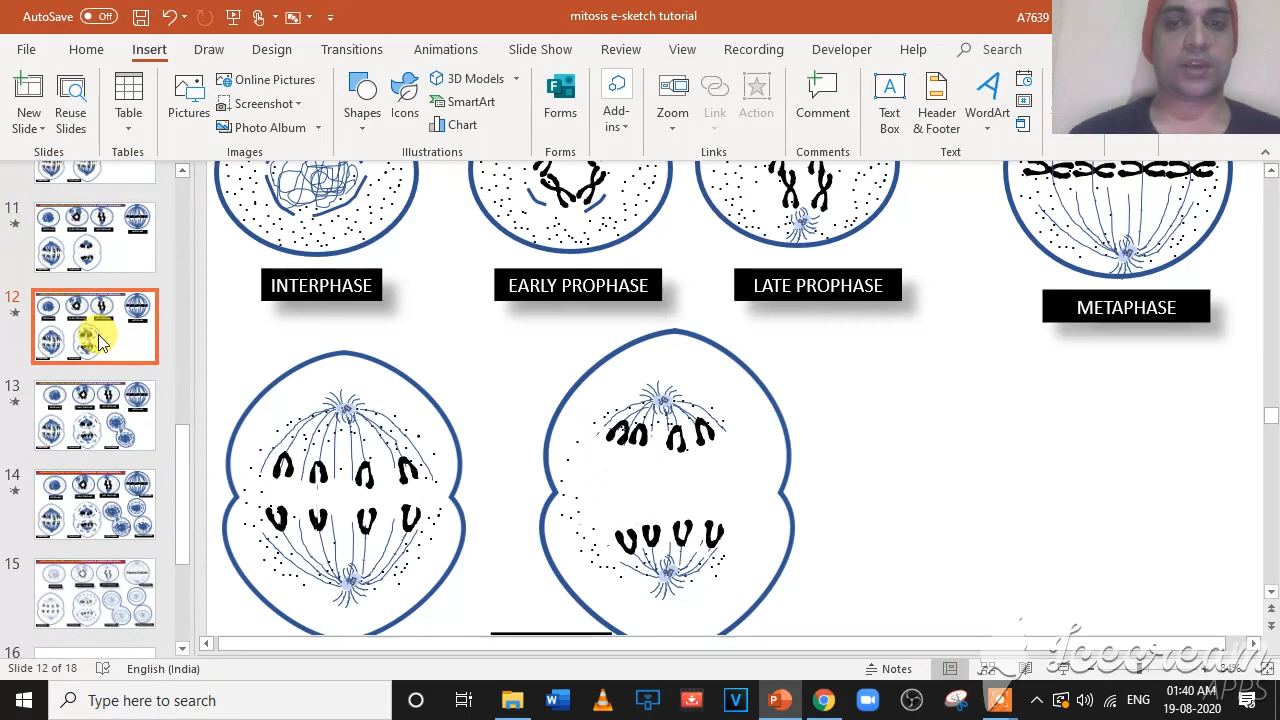 AutoSave Off mitosis e-sketch tutorial A7639
File Home Insert Draw Design Transitions Animations Slide Show Review View Recording Developer Help Search
New Slide Reuse Slides Table Pictures Online Pictures Screenshot Photo Album Shapes Icons 3D Models SmartArt Chart Forms Add-ins Zoom Link Action Comment Text Box Header & Footer WordArt
Slides Tables Images Illustrations Forms Links Comments Text
11
12
13
14
15
16
INTERPHASE EARLY PROPHASE LATE PROPHASE METAPHASE
Slide 12 of 18 English (India) Notes
Icecream
APPS
Type here to search ENG 01:40 AM
19-08-2020